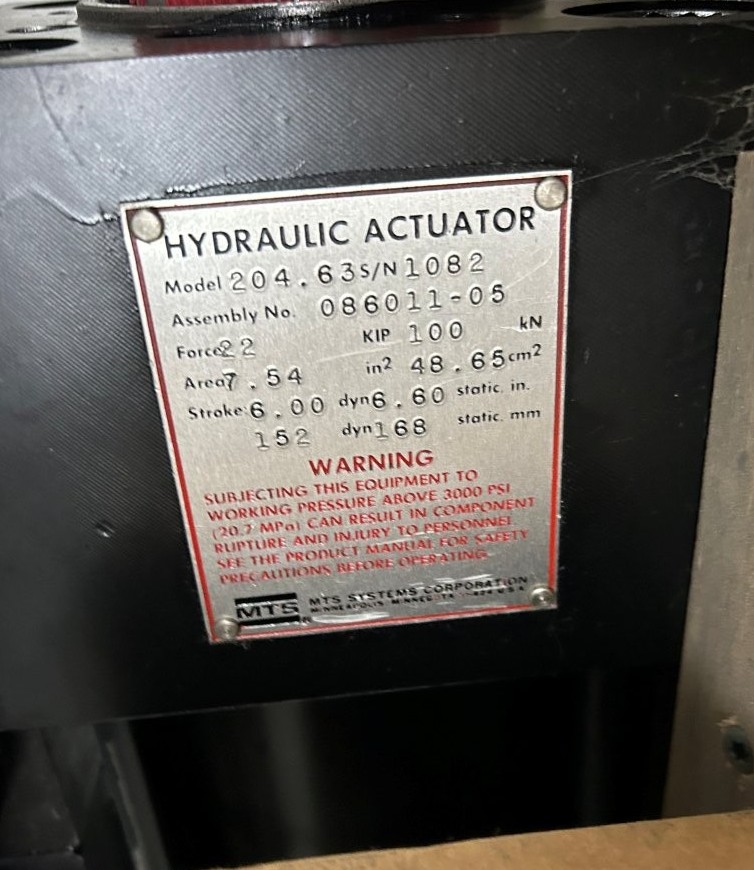 HYDRAULIC ACTUATOR
Model 204.63 S/N 1082
Assembly No. 086011-05
Force 22 KIP 100 kN
Area 7.54 in2 48.65 cm2
Stroke 6.00 dyn 6.60 static. in.
152 dyn 168 static. mm
WARNING
SUBJECTING THIS EQUIPMENT TO
WORKING PRESSURE ABOVE 3000 PSI
(20.7 MPa) CAN RESULT IN COMPONENT
RUPTURE AND INJURY TO PERSONNEL
SEE THE PRODUCT MANUAL FOR SAFETY
PRECAUTIONS BEFORE OPERATING
MTS ® MTS SYSTEMS CORPORATION
MINNEAPOLIS MINNESOTA U.S.A.